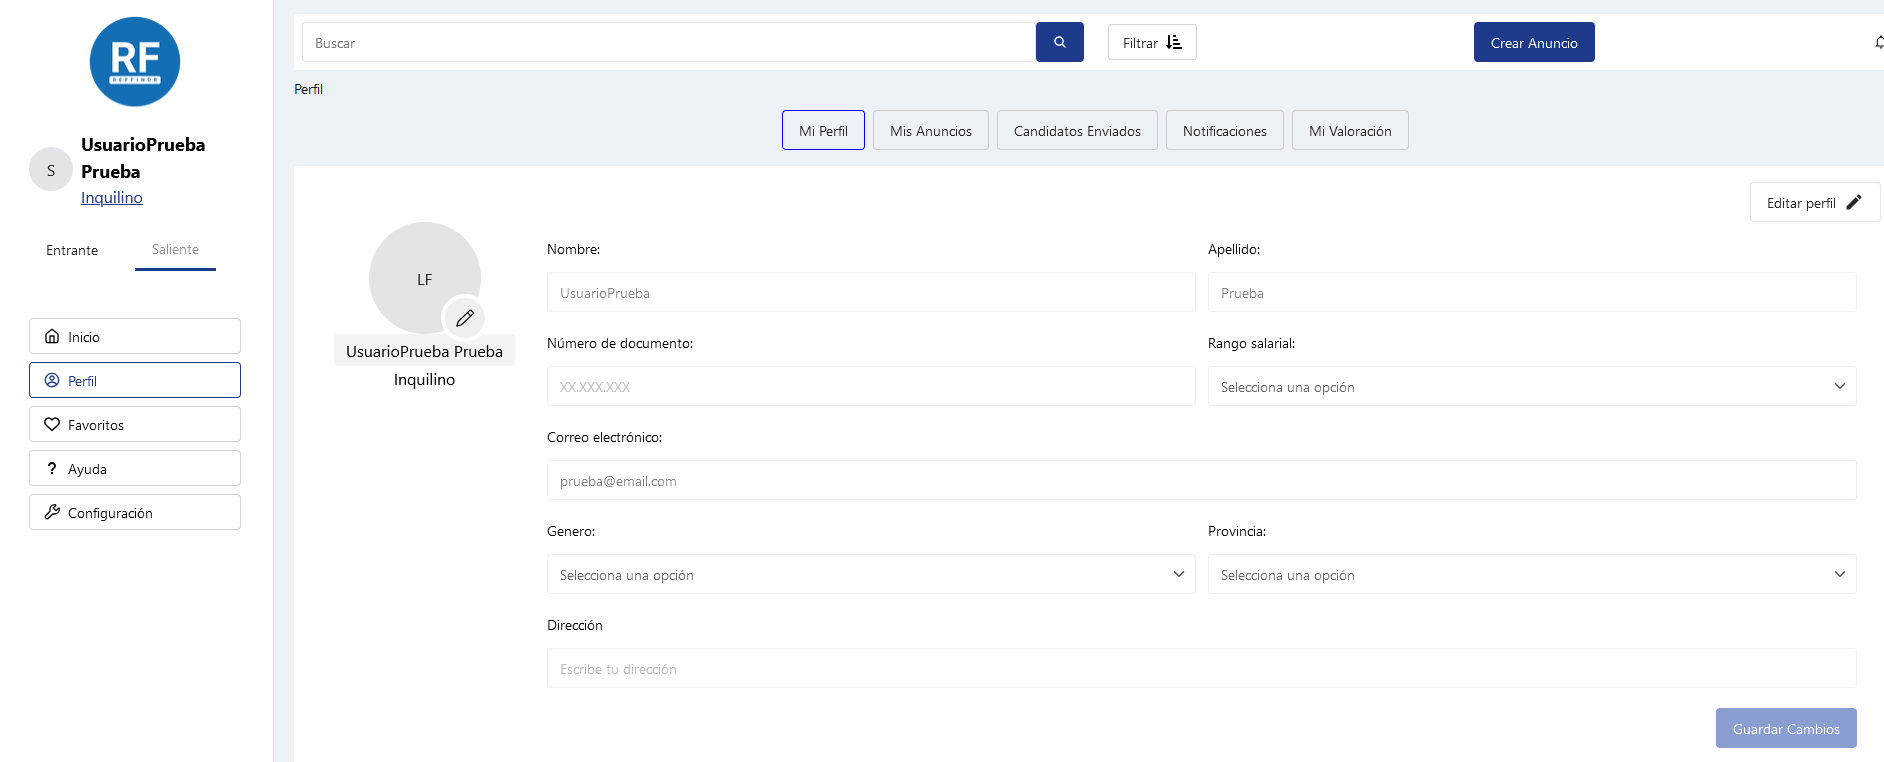 RF
REFFINDR
S
UsuarioPrueba
Prueba
Inquilino
Entrante
Saliente
Inicio
Perfil
Favoritos
? Ayuda
Configuración
Buscar
Filtrar
Crear Anuncio
Perfil
Mi Perfil
Mis Anuncios
Candidatos Enviados
Notificaciones
Mi Valoración
Editar perfil
LF
UsuarioPrueba Prueba
Inquilino
Nombre:
UsuarioPrueba
Apellido:
Prueba
Número de documento:
XX.XXX.XXX
Rango salarial:
Selecciona una opción
Correo electrónico:
prueba@email.com
Genero:
Selecciona una opción
Provincia:
Selecciona una opción
Dirección
Escribe tu dirección
Guardar Cambios